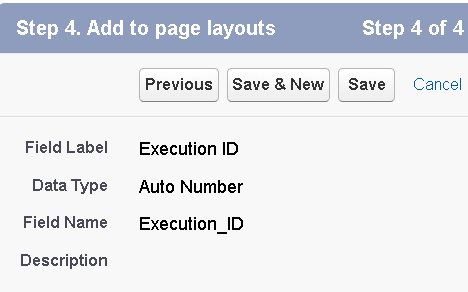 Step 4. Add to page layouts Step 4 of 4
Previous Save & New Save Cancel
Field Label Execution ID
Data Type Auto Number
Field Name Execution_ID
Description